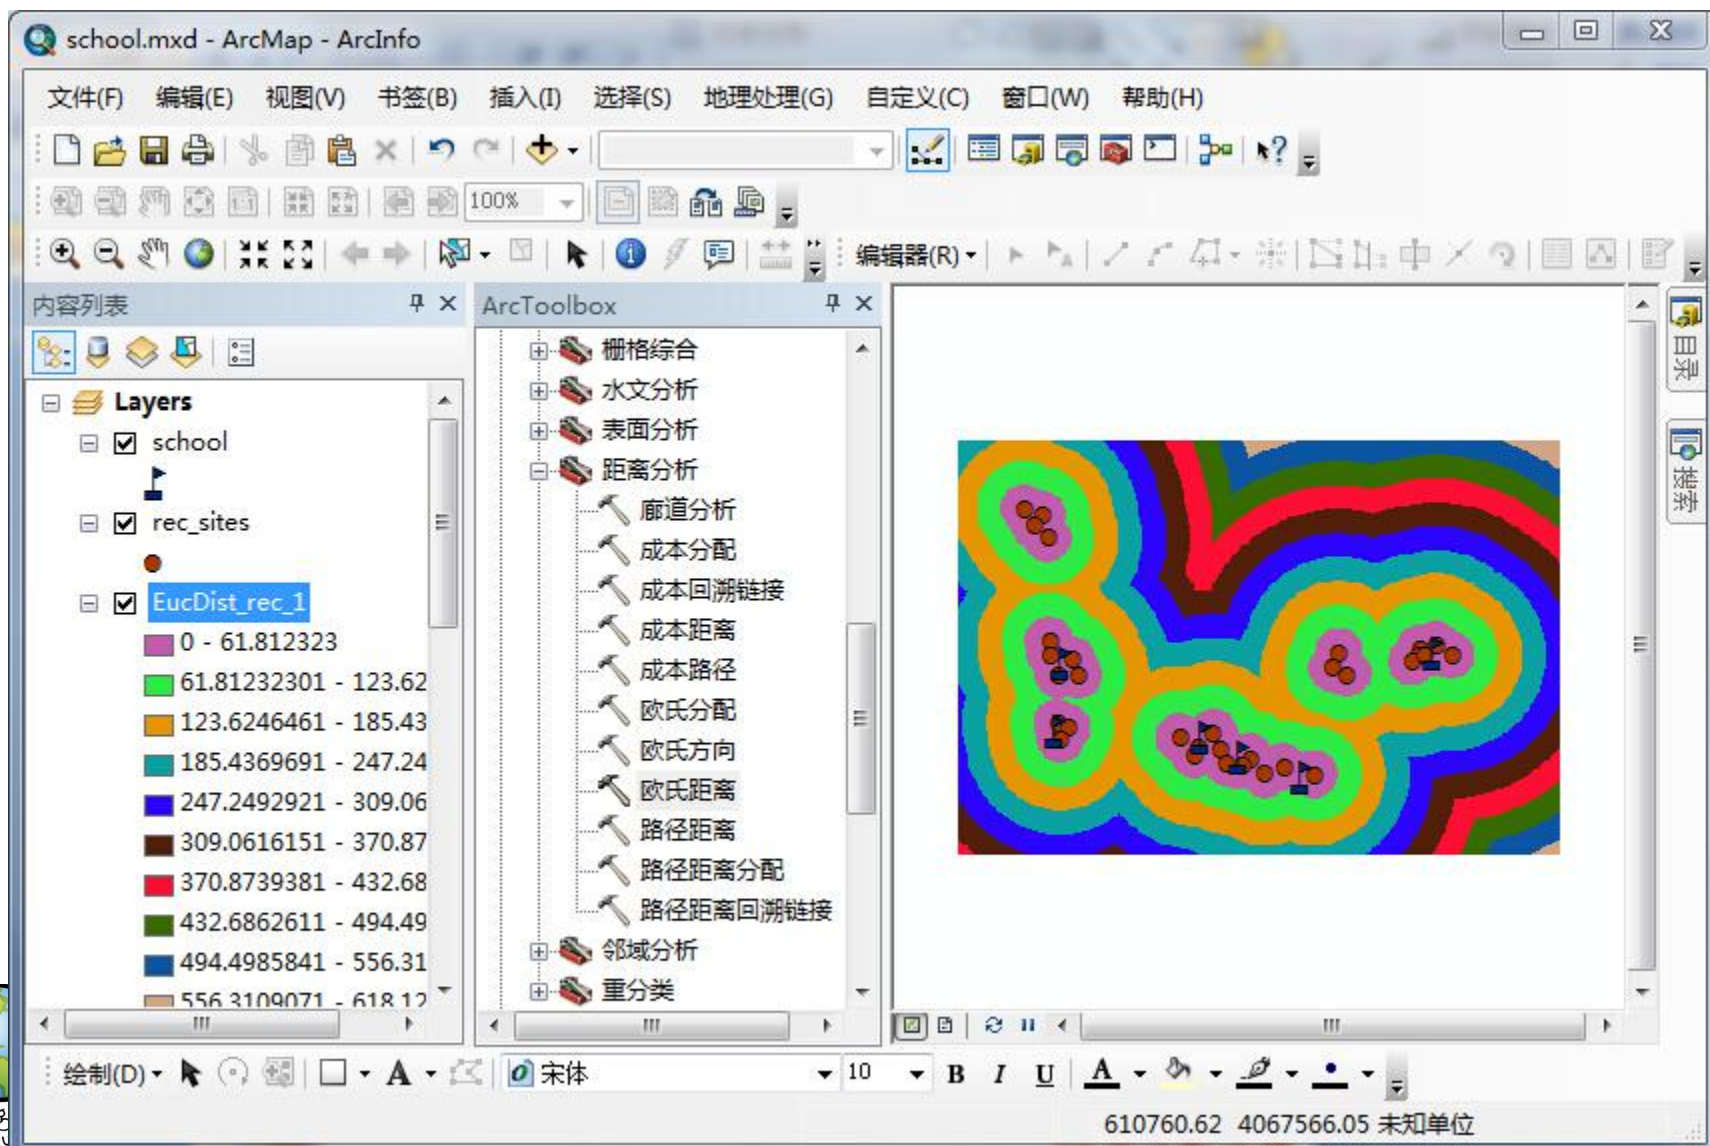 school.mxd - ArcMap - ArcInfo
文件(F) 编辑(E) 视图(V) 书签(B) 插入(I) 选择(S) 地理处理(G) 自定义(C) 窗口(W) 帮助(H)
100%
编辑器(R)
内容列表
Layers
school
rec_sites
EucDist_rec_1
0 - 61.812323
61.81232301 - 123.62
123.6246461 - 185.43
185.4369691 - 247.24
247.2492921 - 309.06
309.0616151 - 370.87
370.8739381 - 432.68
432.6862611 - 494.49
494.4985841 - 556.31
556.3109071 - 618.12
ArcToolbox
栅格综合
水文分析
表面分析
距离分析
廊道分析
成本分配
成本回溯链接
成本距离
成本路径
欧氏分配
欧氏方向
欧氏距离
路径距离
路径距离分配
路径距离回溯链接
邻域分析
重分类
目录
搜索
绘制(D) A 宋体 10 B I U A
610760.62 4067566.05 未知单位